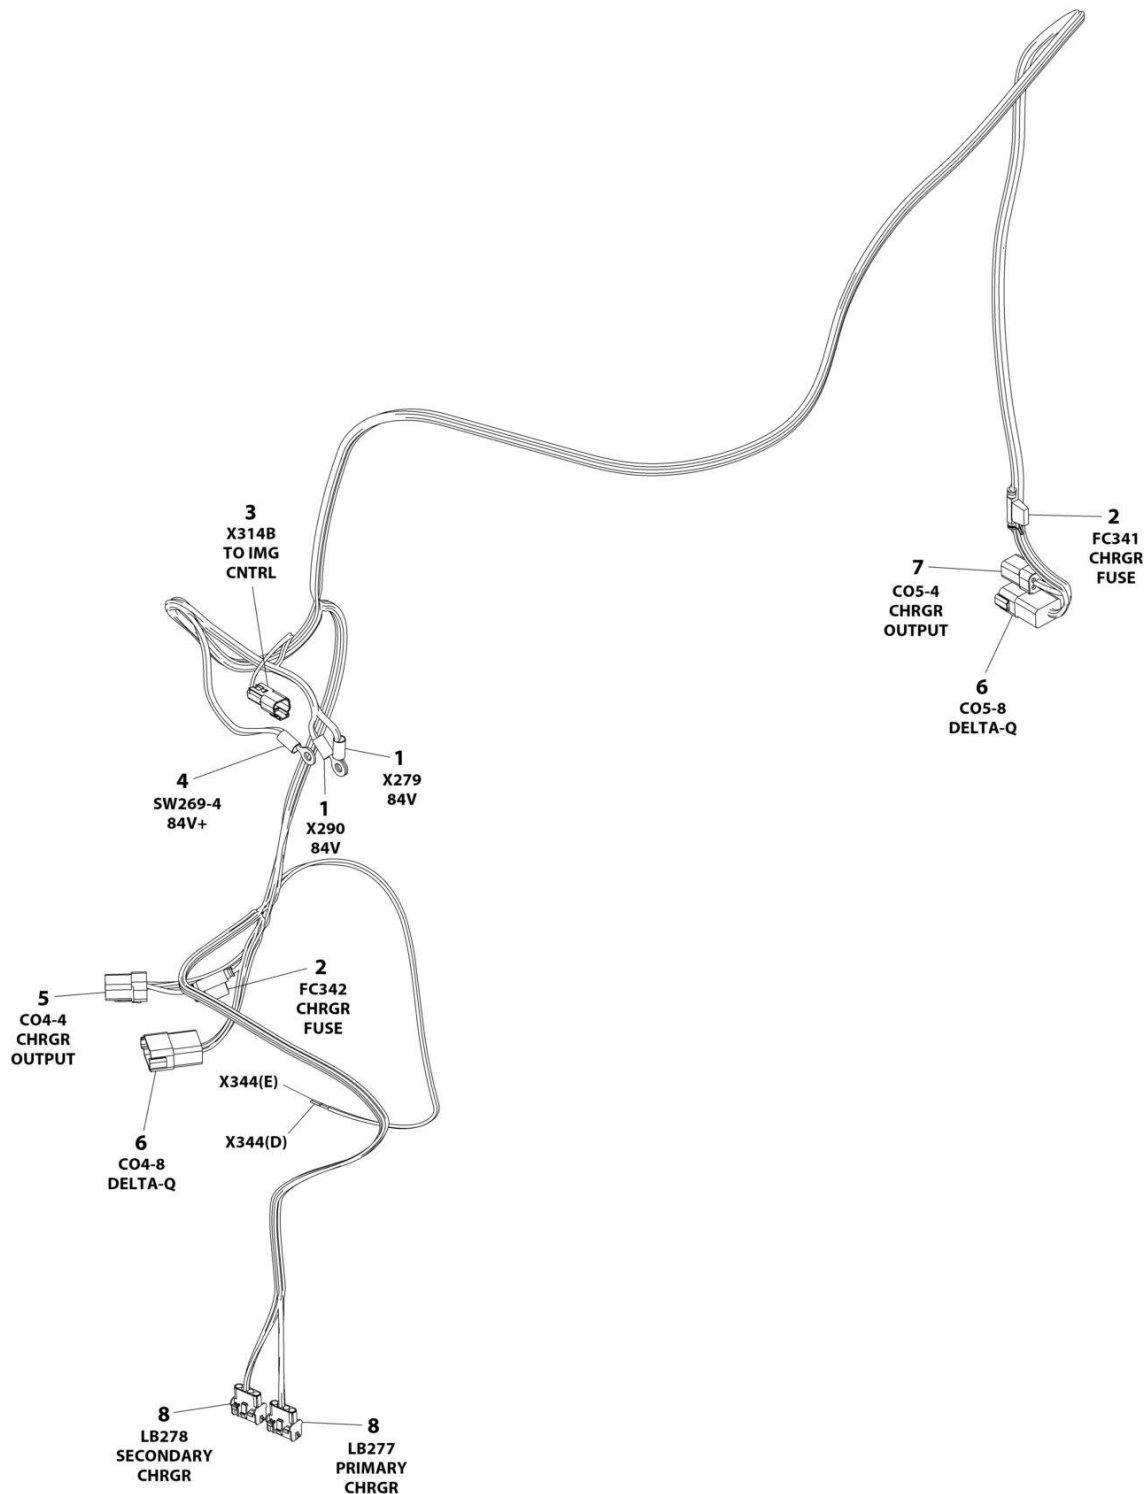 3
X314B
TO IMG
CNTRL
2
FC341
CHRGR
FUSE
7
CO5-4
CHRGR
OUTPUT
6
CO5-8
DELTA-Q
1
X279
84V
4
SW269-4
84V+
1
X290
84V
2
FC342
CHRGR
FUSE
5
CO4-4
CHRGR
OUTPUT
X344(E)
X344(D)
6
CO4-8
DELTA-Q
8
LB278
SECONDARY
CHRGR
8
LB277
PRIMARY
CHRGR